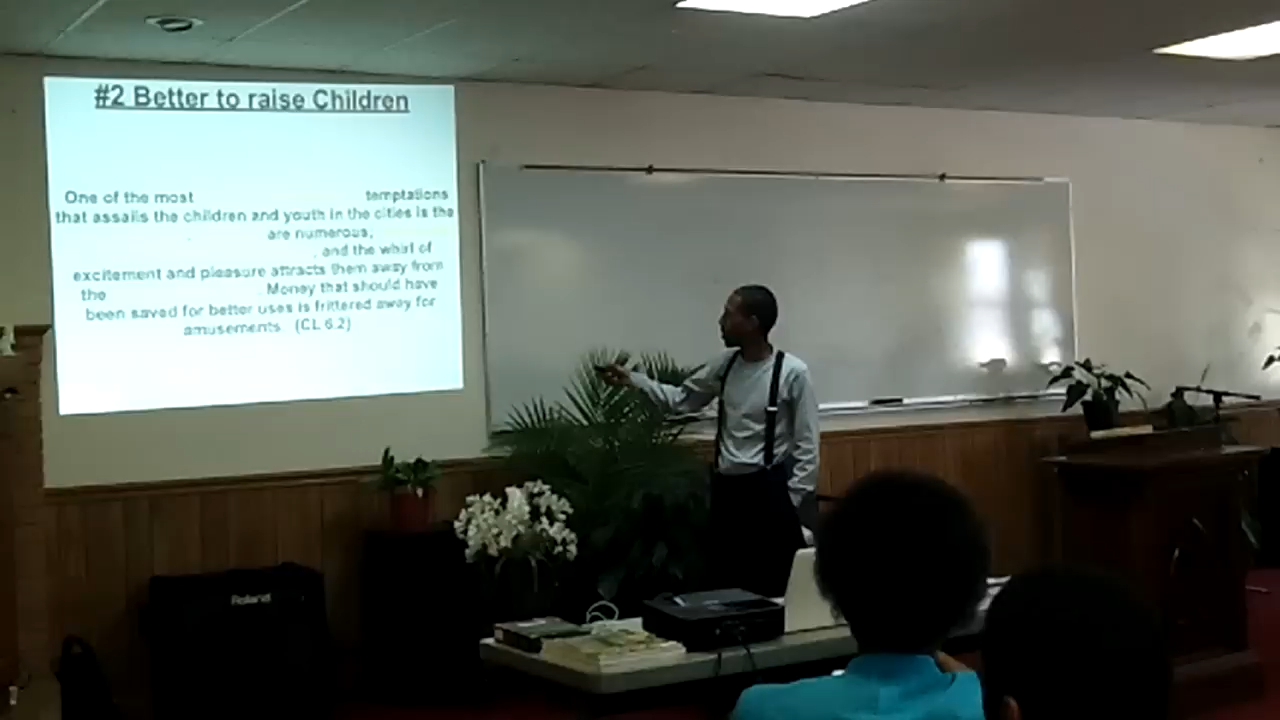 #2 Better to raise Children
One of the most temptations
that assails the children and youth in the cities is the
are numerous,
, and the whirl of
excitement and pleasure attracts them away from
the . Money that should have
been saved for better uses is frittered away for
amusements. (CL 6.2)
Roland